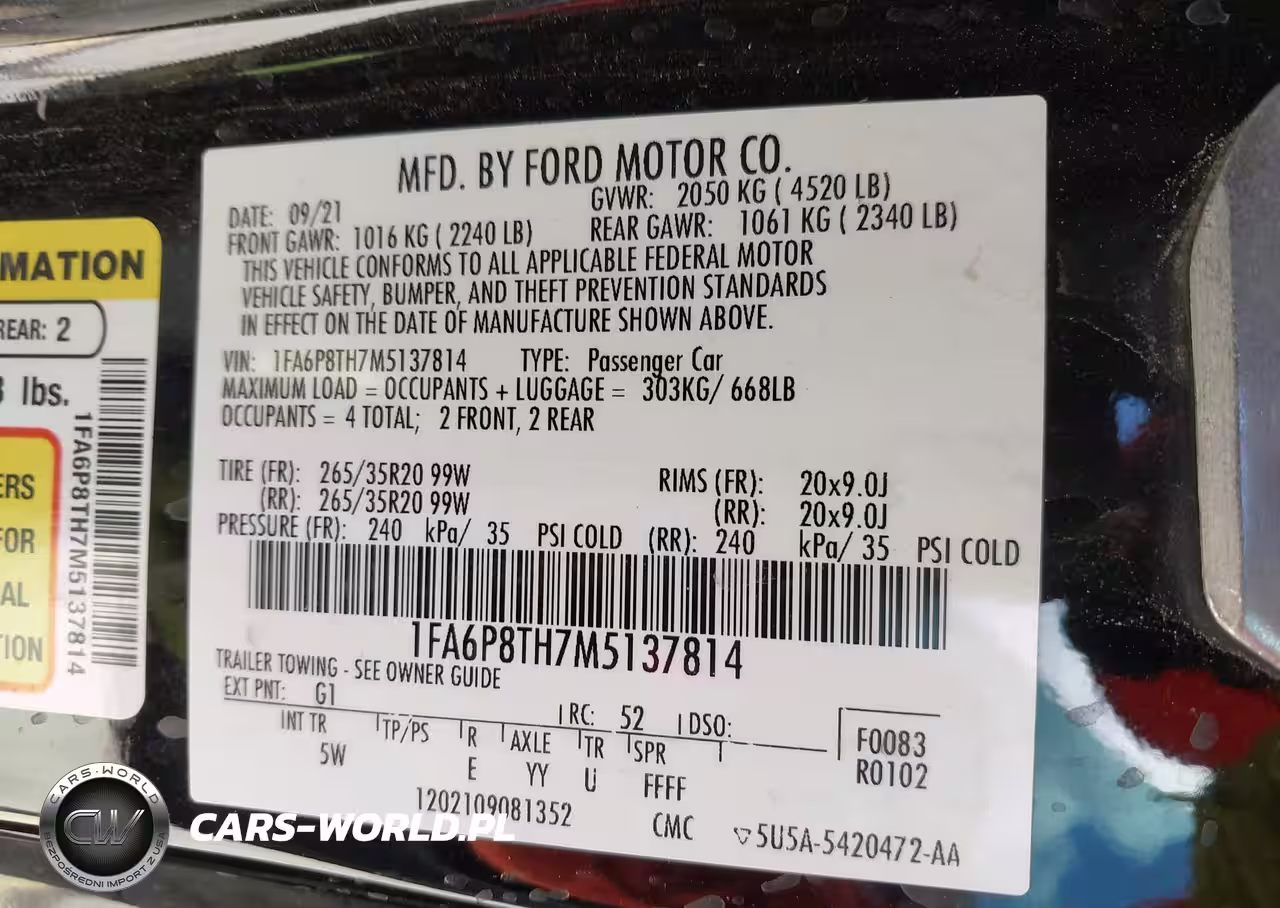 MFD. BY FORD MOTOR CO.
DATE: 09/21 GVWR: 2050 KG ( 4520 LB)
FRONT GAWR: 1016 KG ( 2240 LB) REAR GAWR: 1061 KG ( 2340 LB)
THIS VEHICLE CONFORMS TO ALL APPLICABLE FEDERAL MOTOR
VEHICLE SAFETY, BUMPER, AND THEFT PREVENTION STANDARDS
IN EFFECT ON THE DATE OF MANUFACTURE SHOWN ABOVE.
VIN: 1FA6P8TH7M5137814 TYPE: Passenger Car
MAXIMUM LOAD = OCCUPANTS + LUGGAGE = 303KG/ 668LB
OCCUPANTS = 4 TOTAL; 2 FRONT, 2 REAR
TIRE (FR): 265/35R20 99W RIMS (FR): 20x9.0J
(RR): 265/35R20 99W (RR): 20x9.0J
PRESSURE (FR): 240 kPa/ 35 PSI COLD (RR): 240 kPa/ 35 PSI COLD
1FA6P8TH7M5137814
TRAILER TOWING - SEE OWNER GUIDE
EXT PNT: G1 RC: 52 DSO:
INT TR TP/PS R AXLE TR SPR
5W E YY U FFFF
F0083
R0102
1202109081352 CMC 5U5A-5420472-AA
MATION
REAR: 2
lbs.
ERS
FOR
AL
TION
1FA6P8TH7M5137814
CARS-WORLD
CW
BEZPOŚREDNI IMPORT Z USA
CARS-WORLD.PL